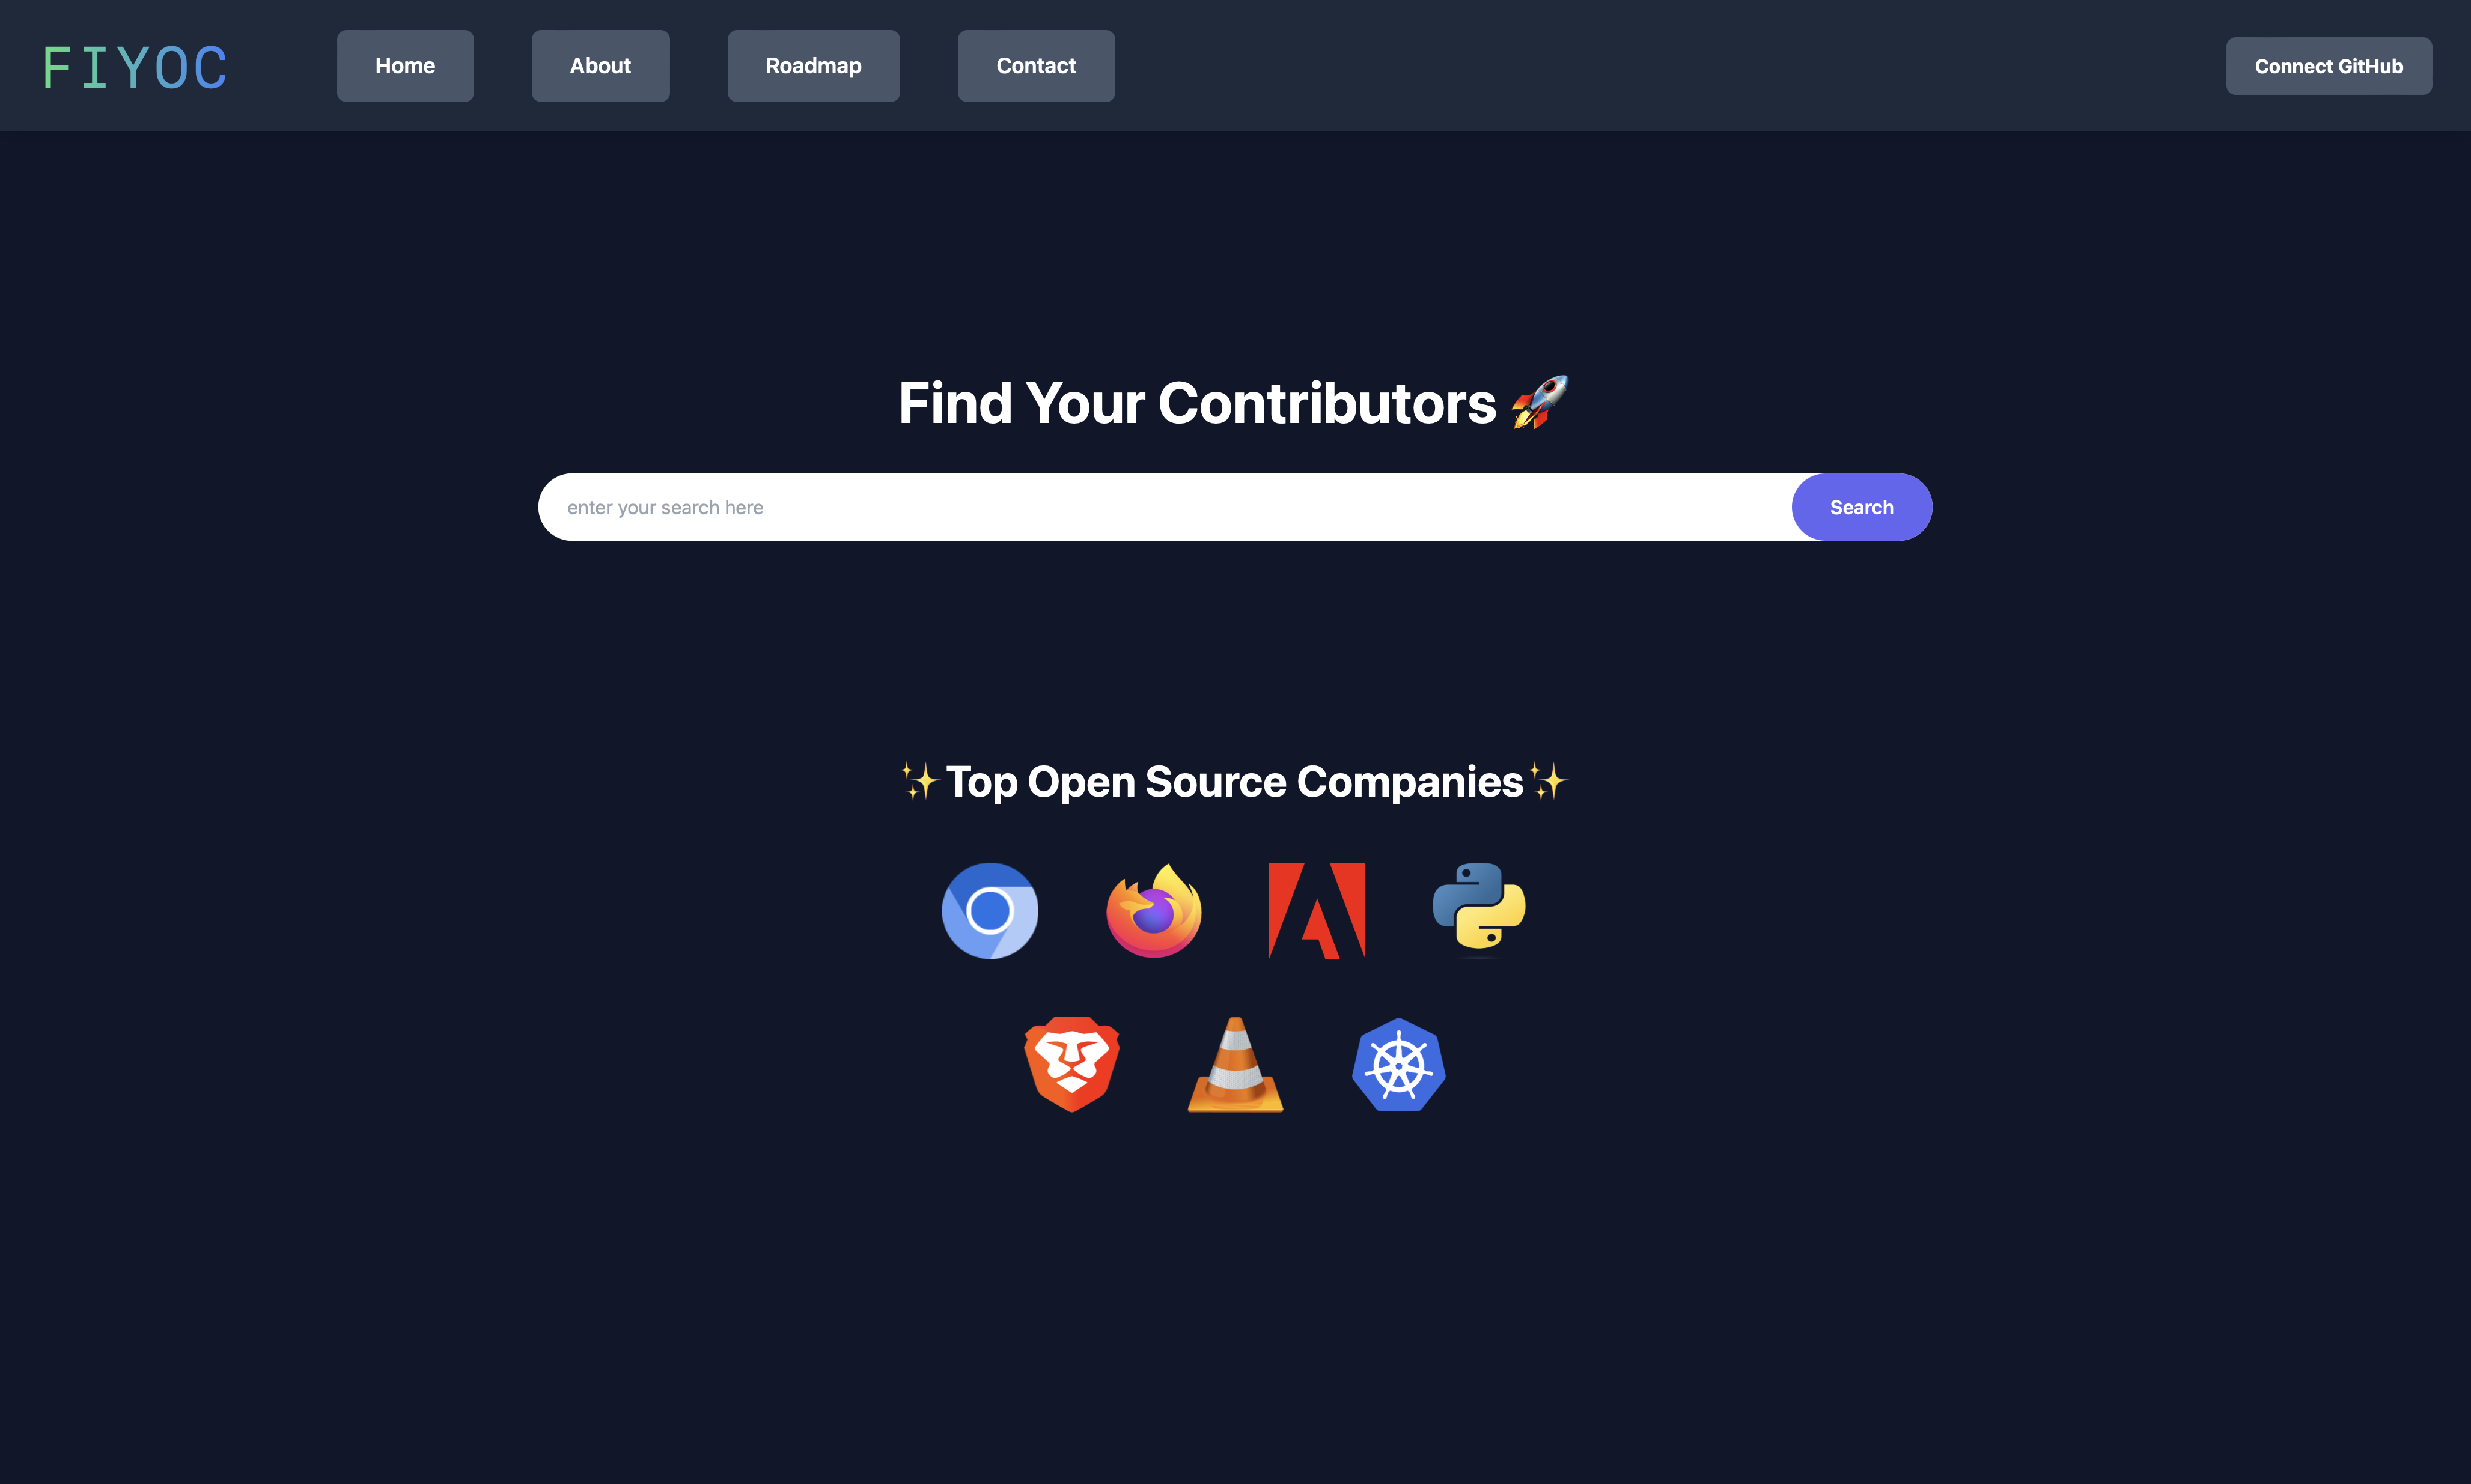 FIYOC
Home
About
Roadmap
Contact
Connect GitHub
Find Your Contributors 🚀
enter your search here
Search
✨Top Open Source Companies✨